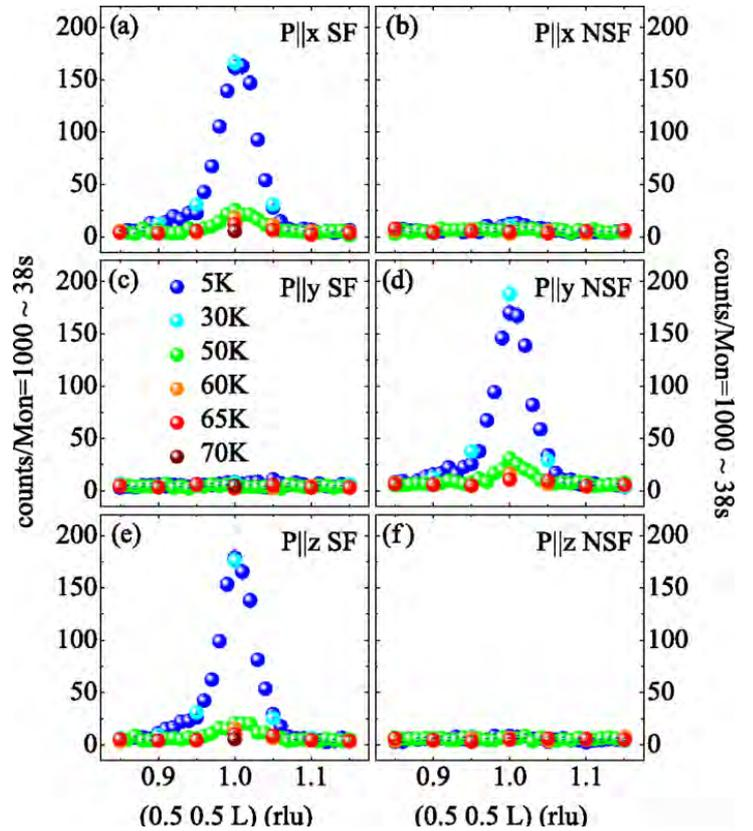 (a) P||x SF
(b) P||x NSF
200
150
100
50
0
200
150
100
50
0
(c) P||y SF
5K
30K
50K
60K
65K
70K
(d) P||y NSF
200
150
100
50
0
200
150
100
50
0
(e) P||z SF
(f) P||z NSF
200
150
100
50
0
200
150
100
50
0
counts/Mon=1000 ~ 38s
counts/Mon=1000 ~ 38s
0.9 1.0 1.1
0.9 1.0 1.1
(0.5 0.5 L) (rlu)
(0.5 0.5 L) (rlu)